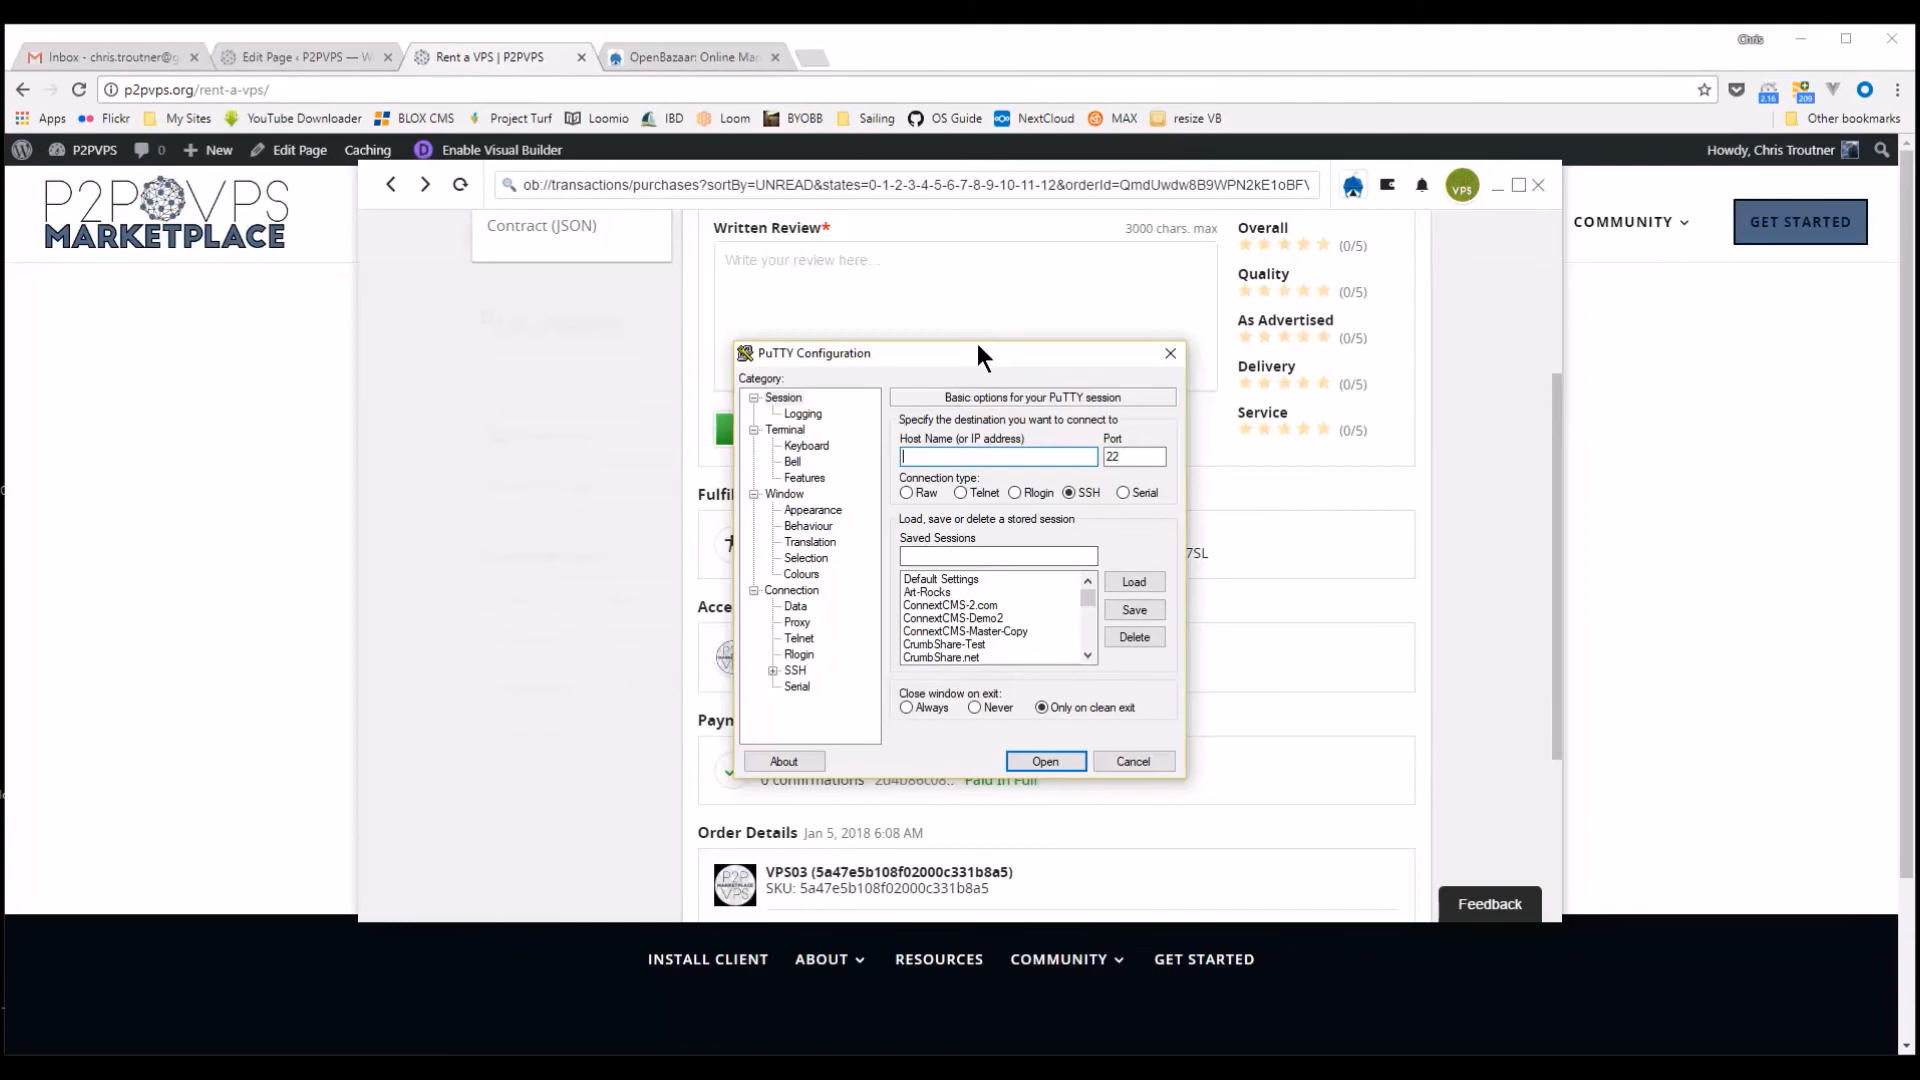 Chris
Inbox - chris.troutner@g
Edit Page ‹ P2PVPS — W
Rent a VPS | P2PVPS
OpenBazaar: Online Mar
p2pvps.org/rent-a-vps/
2.16
209
Apps
Flickr
My Sites
YouTube Downloader
BLOX CMS
Project Turf
Loomio
IBD
Loom
BYOBB
Sailing
OS Guide
NextCloud
MAX
resize VB
Other bookmarks
P2PVPS
0
New
Edit Page
Caching
Enable Visual Builder
Howdy, Chris Troutner
P2P VPS
MARKETPLACE
ob://transactions/purchases?sortBy=UNREAD&states=0-1-2-3-4-5-6-7-8-9-10-11-12&orderId=QmdUwdw8B9WPN2kE1oBF
VPS
COMMUNITY
GET STARTED
Contract (JSON)
Written Review*
3000 chars. max
Write your review here...
Overall
(0/5)
Quality
(0/5)
As Advertised
(0/5)
Delivery
(0/5)
Service
(0/5)
PuTTY Configuration
Category:
Session
Logging
Terminal
Keyboard
Bell
Features
Window
Appearance
Behaviour
Translation
Selection
Colours
Connection
Data
Proxy
Telnet
Rlogin
SSH
Serial
Basic options for your PuTTY session
Specify the destination you want to connect to
Host Name (or IP address)
Port
22
Connection type:
Raw
Telnet
Rlogin
SSH
Serial
Load, save or delete a stored session
Saved Sessions
Default Settings
Art-Rocks
ConnextCMS-2.com
ConnextCMS-Demo2
ConnextCMS-Master-Copy
CrumbShare-Test
CrumbShare.net
Load
Save
Delete
Close window on exit:
Always
Never
Only on clean exit
About
Open
Cancel
Fulfi
7SL
Acce
Payn
0 confirmations 2d4b86c08.. Paid in Full
Order Details Jan 5, 2018 6:08 AM
P2P
MARKETPLACE
VPS
VPS03 (5a47e5b108f02000c331b8a5)
SKU: 5a47e5b108f02000c331b8a5
Feedback
INSTALL CLIENT
ABOUT
RESOURCES
COMMUNITY
GET STARTED